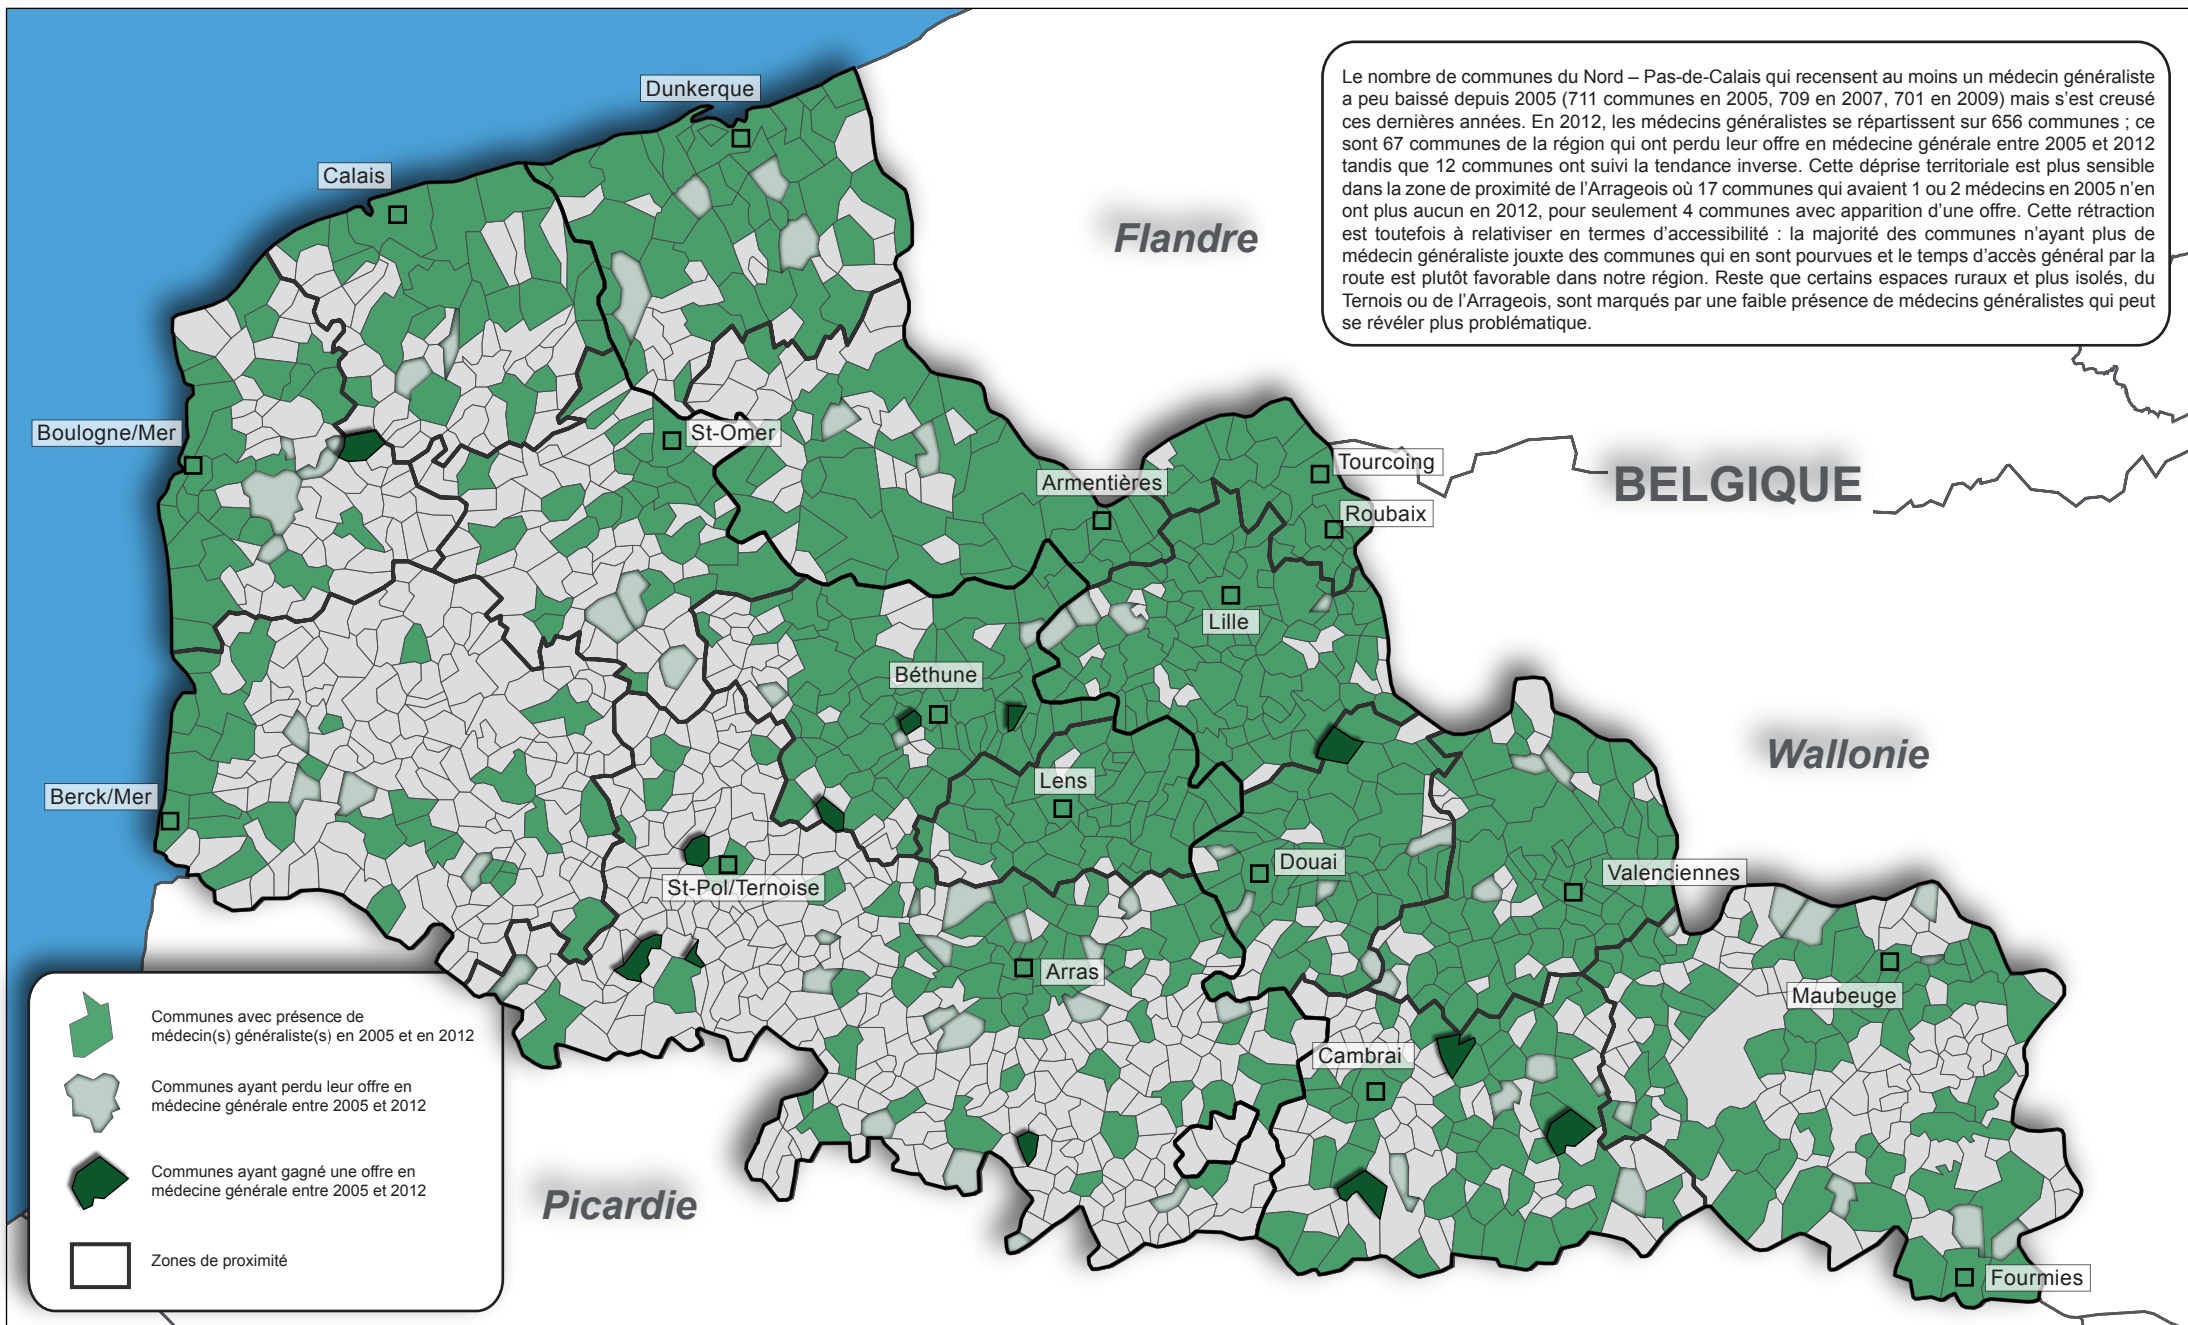 Le nombre de communes du Nord – Pas-de-Calais qui recensent au moins un médecin généraliste
a peu baissé depuis 2005 (711 communes en 2005, 709 en 2007, 701 en 2009) mais s'est creusé
ces dernières années. En 2012, les médecins généralistes se répartissent sur 656 communes ; ce
sont 67 communes de la région qui ont perdu leur offre en médecine générale entre 2005 et 2012
tandis que 12 communes ont suivi la tendance inverse. Cette déprise territoriale est plus sensible
dans la zone de proximité de l'Arrageois où 17 communes qui avaient 1 ou 2 médecins en 2005 n'en
ont plus aucun en 2012, pour seulement 4 communes avec apparition d'une offre. Cette rétraction
est toutefois à relativiser en termes d'accessibilité : la majorité des communes n'ayant plus de
médecin généraliste jouxte des communes qui en sont pourvues et le temps d'accès général par la
route est plutôt favorable dans notre région. Reste que certains espaces ruraux et plus isolés, du
Ternois ou de l'Arrageois, sont marqués par une faible présence de médecins généralistes qui peut
se révéler plus problématique.
Dunkerque
Calais
Flandre
Boulogne/Mer
St-Omer
Armentières
Tourcoing
BELGIQUE
Roubaix
Lille
Béthune
Wallonie
Lens
Berck/Mer
Douai
Valenciennes
St-Pol/Ternoise
Arras
Maubeuge
Cambrai
Picardie
Fourmies
Communes avec présence de
médecin(s) généraliste(s) en 2005 et en 2012
Communes ayant perdu leur offre en
médecine générale entre 2005 et 2012
Communes ayant gagné une offre en
médecine générale entre 2005 et 2012
Zones de proximité